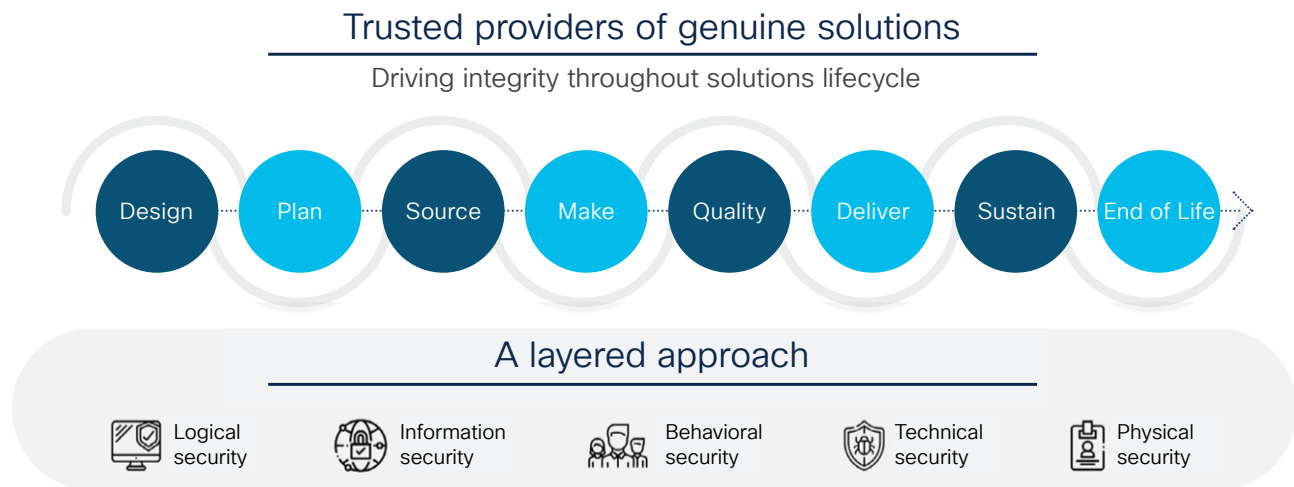 Trusted providers of genuine solutions
Driving integrity throughout solutions lifecycle
Design
Plan
Source
Make
Quality
Deliver
Sustain
End of Life
A layered approach
Logical
security
Information
security
Behavioral
security
Technical
security
Physical
security